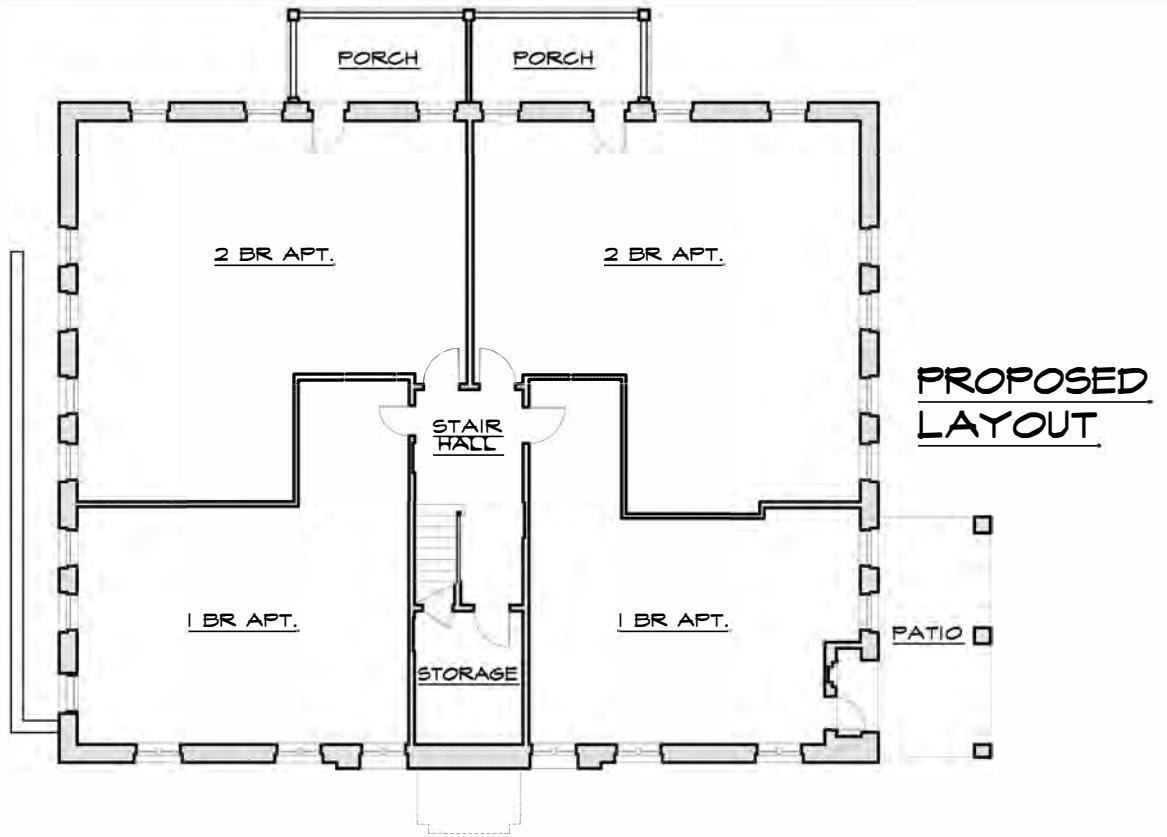 PORCH
PORCH
2 BR APT.
2 BR APT.
PROPOSED
LAYOUT
STAIR
HALL
1 BR APT.
1 BR APT.
PATIO
STORAGE